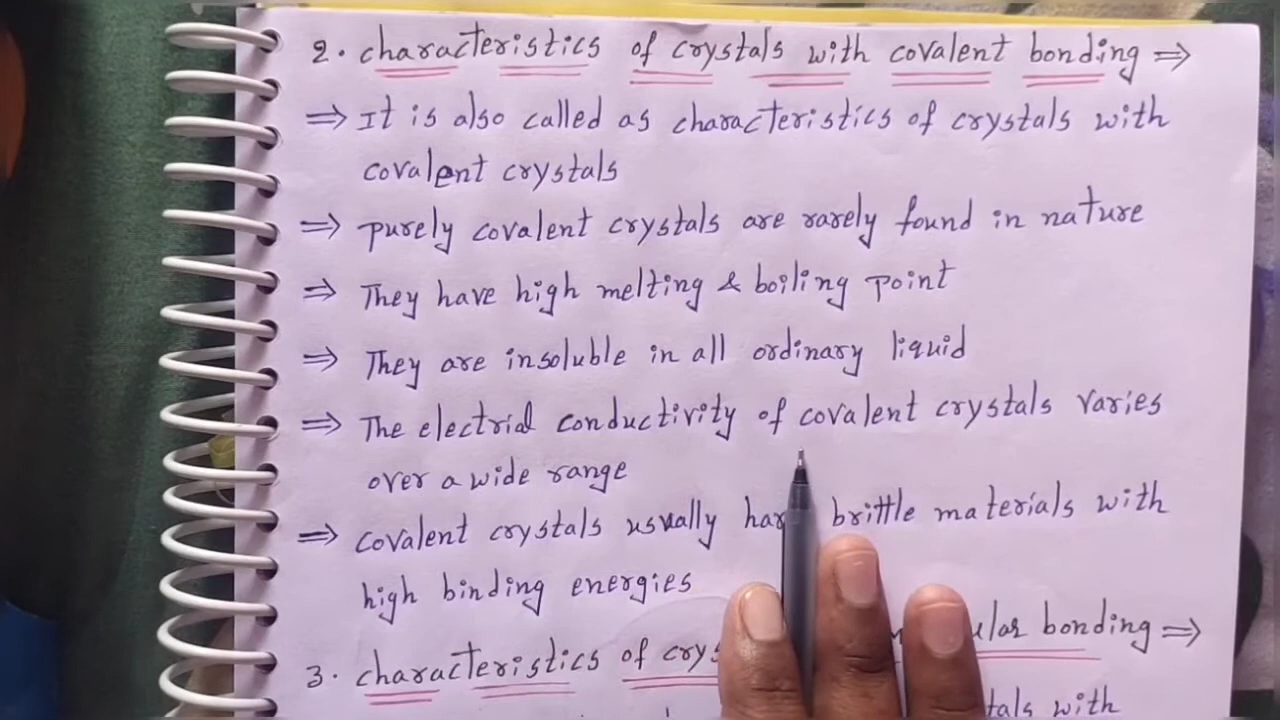 2. characteristics of crystals with covalent bonding ⇒
⇒ It is also called as characteristics of crystals with
covalent crystals
⇒ purely covalent crystals are rarely found in nature
⇒ They have high melting & boiling point
⇒ They are insoluble in all ordinary liquid
⇒ The electrial conductivity of covalent crystals varies
over a wide range
⇒ covalent crystals usually brittle materials with
high binding energies
3. characteristics of bonding ⇒
with